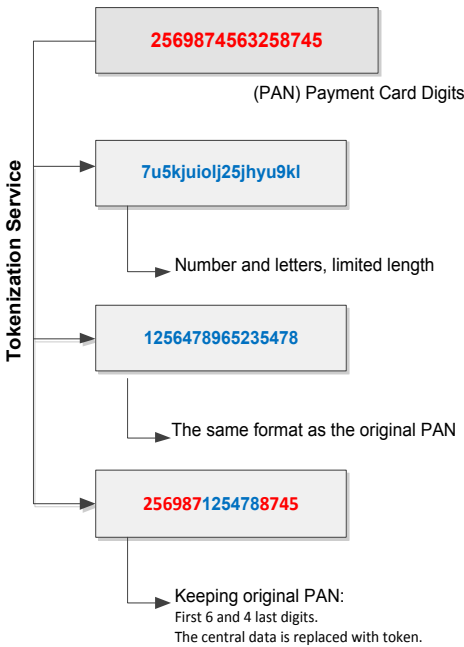 2569874563258745
(PAN) Payment Card Digits
Tokenization Service
7u5kjuiolj25jhyu9kl
Number and letters, limited length
1256478965235478
The same format as the original PAN
2569871254788745
Keeping original PAN:
First 6 and 4 last digits.
The central data is replaced with token.